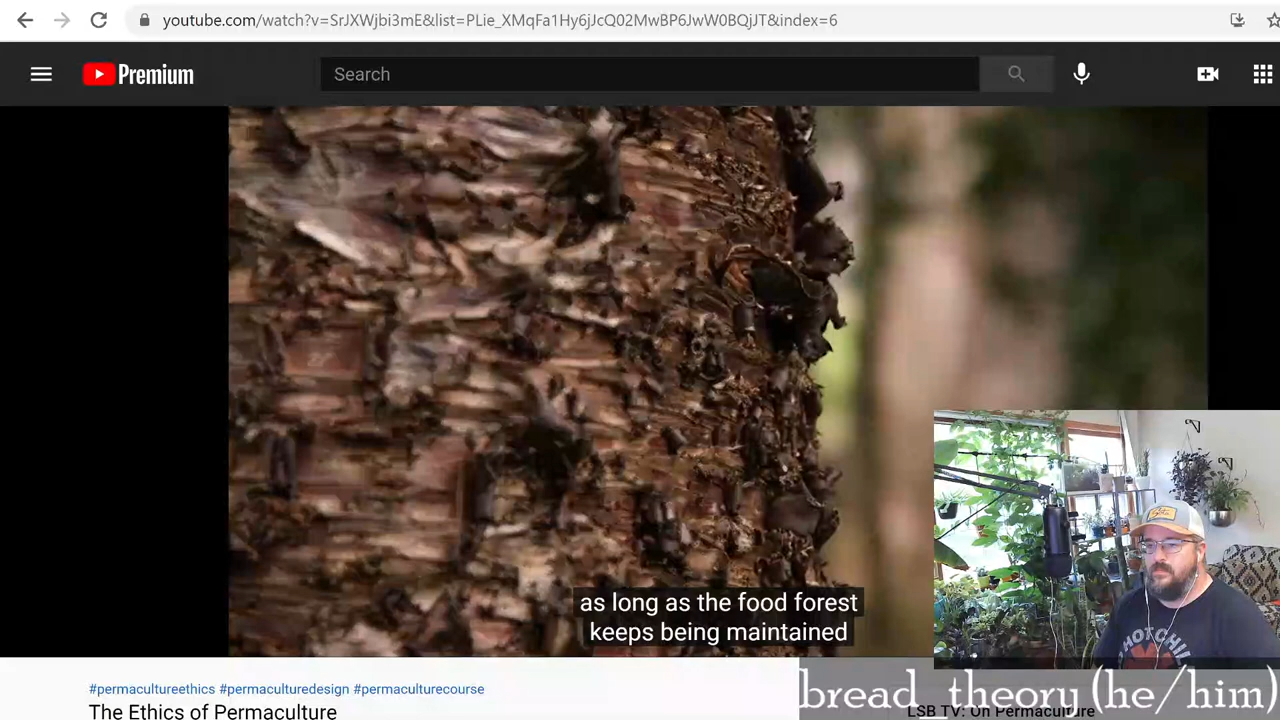 youtube.com/watch?v=SrJXWjbi3mE&list=PLie_XMqFa1Hy6jJcQ02MwBP6JwW0BQjJT&index=6
Premium
Search
as long as the food forest
keeps being maintained
#permacultureethics #permaculturedesign #permaculturecourse
The Ethics of Permaculture
bread_theory (he/him)
LSB TV: On Permaculture